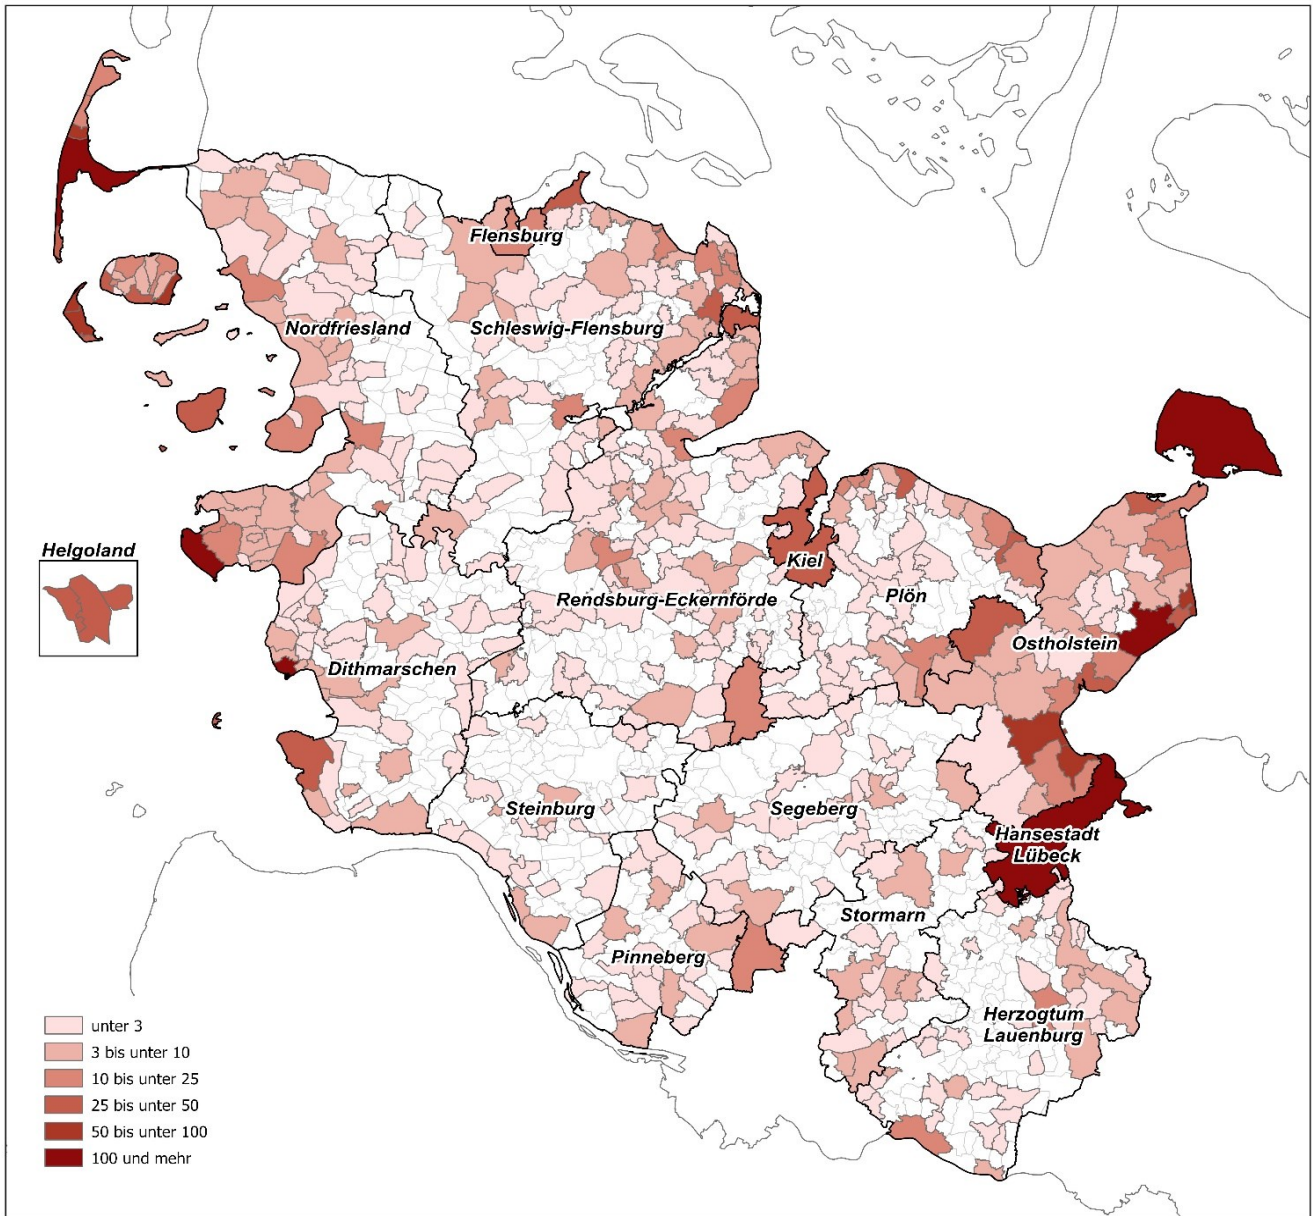 Flensburg
Nordfriesland
Schleswig-Flensburg
Helgoland
Kiel
Rendsburg-Eckernförde
Plön
Ostholstein
Dithmarschen
Steinburg
Segeberg
Hansestadt
Lübeck
Stormarn
Pinneberg
Herzogtum
Lauenburg
unter 3
3 bis unter 10
10 bis unter 25
25 bis unter 50
50 bis unter 100
100 und mehr